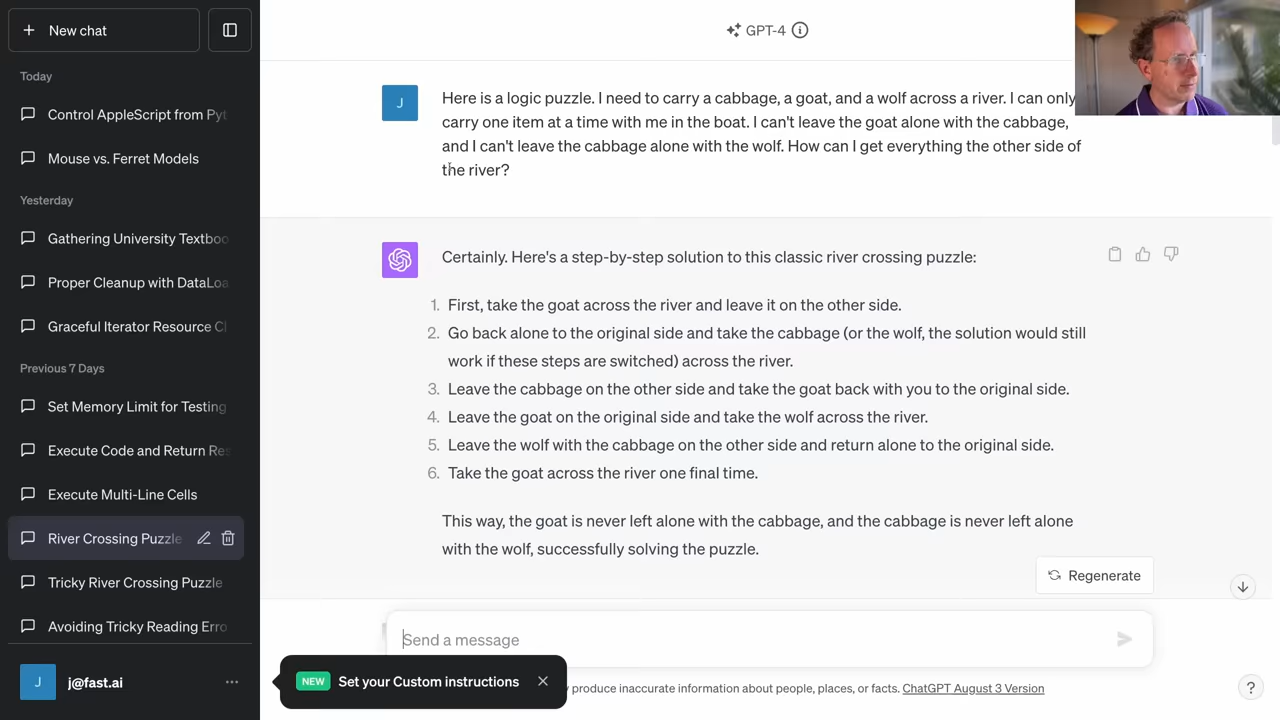 New chat
Today
Control AppleScript from Pyt
Mouse vs. Ferret Models
Yesterday
Gathering University Textboo
Proper Cleanup with DataLoa
Graceful Iterator Resource Cl
Previous 7 Days
Set Memory Limit for Testing
Execute Code and Return Res
Execute Multi-Line Cells
River Crossing Puzzle
Tricky River Crossing Puzzle
Avoiding Tricky Reading Erro
J
j@fast.ai
GPT-4
J
Here is a logic puzzle. I need to carry a cabbage, a goat, and a wolf across a river. I can only
carry one item at a time with me in the boat. I can't leave the goat alone with the cabbage,
and I can't leave the cabbage alone with the wolf. How can I get everything the other side of
the river?
Certainly. Here's a step-by-step solution to this classic river crossing puzzle:
1. First, take the goat across the river and leave it on the other side.
2. Go back alone to the original side and take the cabbage (or the wolf, the solution would still
work if these steps are switched) across the river.
3. Leave the cabbage on the other side and take the goat back with you to the original side.
4. Leave the goat on the original side and take the wolf across the river.
5. Leave the wolf with the cabbage on the other side and return alone to the original side.
6. Take the goat across the river one final time.
This way, the goat is never left alone with the cabbage, and the cabbage is never left alone
with the wolf, successfully solving the puzzle.
Regenerate
Send a message
NEW Set your Custom instructions
produce inaccurate information about people, places, or facts. ChatGPT August 3 Version
?